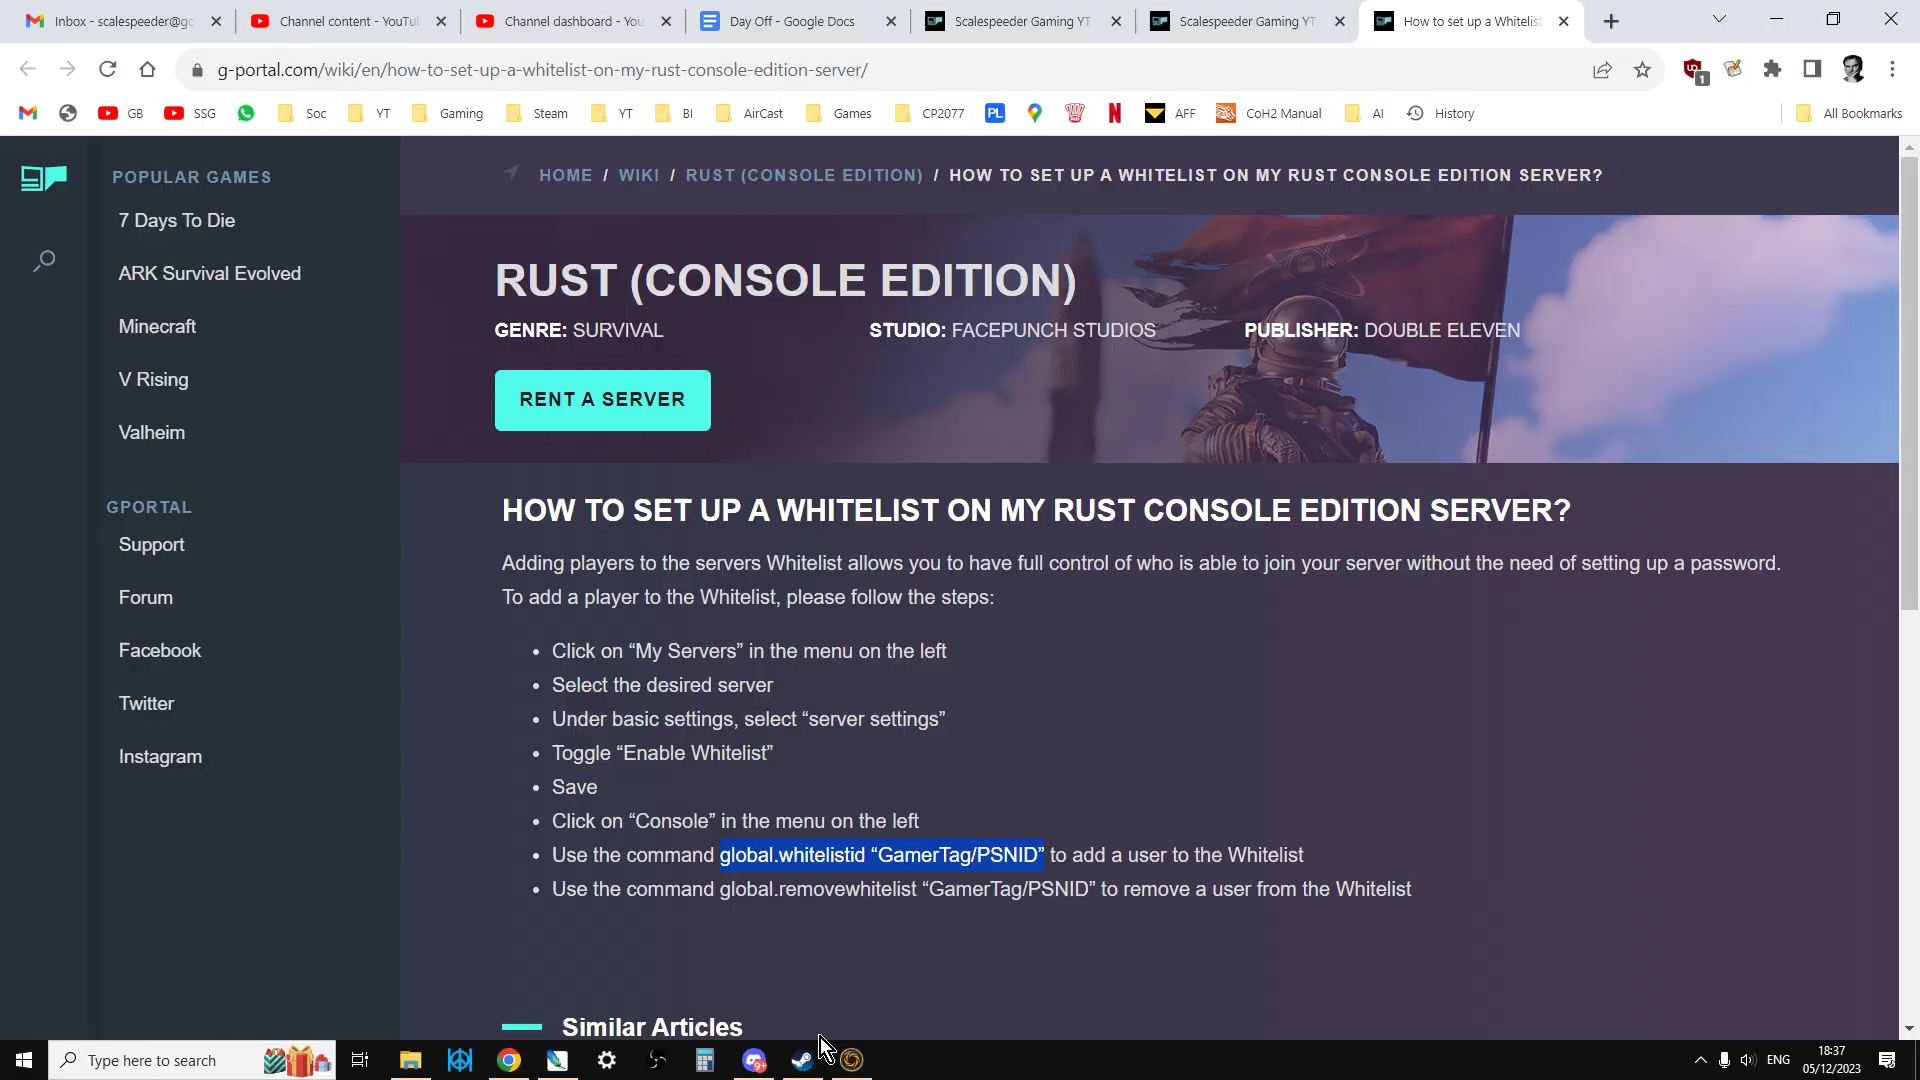 Inbox - scalespeeder@go
Channel content - YouTu
Channel dashboard - You
Day Off - Google Docs
Scalespeeder Gaming YT
Scalespeeder Gaming YT
How to set up a Whitelist
g-portal.com/wiki/en/how-to-set-up-a-whitelist-on-my-rust-console-edition-server/
1
GB
SSG
Soc
YT
Gaming
Steam
YT
BI
AirCast
Games
CP2077
PL
N
AFF
CoH2 Manual
AI
History
All Bookmarks
POPULAR GAMES
7 Days To Die
ARK Survival Evolved
Minecraft
V Rising
Valheim
GPORTAL
Support
Forum
Facebook
Twitter
Instagram
HOME / WIKI / RUST (CONSOLE EDITION) / HOW TO SET UP A WHITELIST ON MY RUST CONSOLE EDITION SERVER?
RUST (CONSOLE EDITION)
GENRE: SURVIVAL
STUDIO: FACEPUNCH STUDIOS
PUBLISHER: DOUBLE ELEVEN
RENT A SERVER
HOW TO SET UP A WHITELIST ON MY RUST CONSOLE EDITION SERVER?
Adding players to the servers Whitelist allows you to have full control of who is able to join your server without the need of setting up a password.
To add a player to the Whitelist, please follow the steps:
• Click on “My Servers” in the menu on the left
• Select the desired server
• Under basic settings, select “server settings”
• Toggle “Enable Whitelist”
• Save
• Click on “Console” in the menu on the left
• Use the command global.whitelistid “GamerTag/PSNID” to add a user to the Whitelist
• Use the command global.removewhitelist “GamerTag/PSNID” to remove a user from the Whitelist
Similar Articles
Type here to search
9+
ENG
18:37
05/12/2023